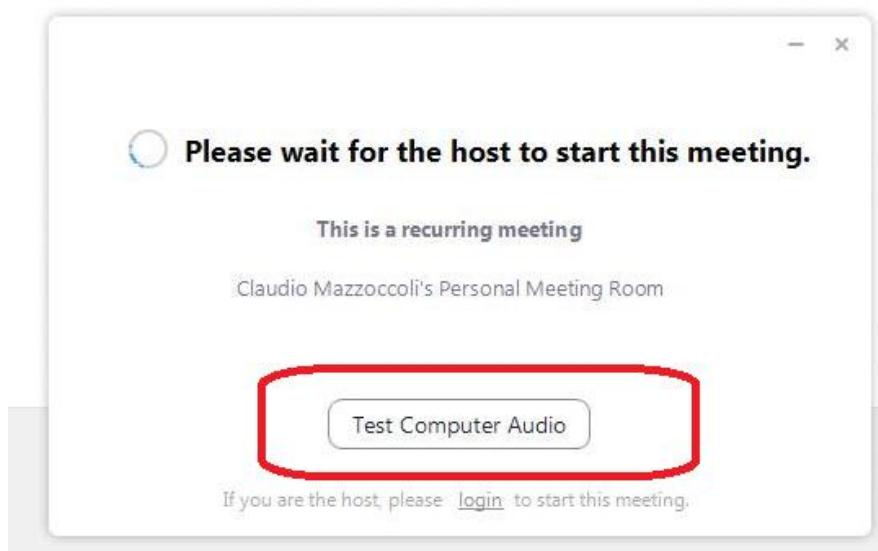 Please wait for the host to start this meeting.
This is a recurring meeting
Claudio Mazzoccoli's Personal Meeting Room
Test Computer Audio
If you are the host, please login to start this meeting.